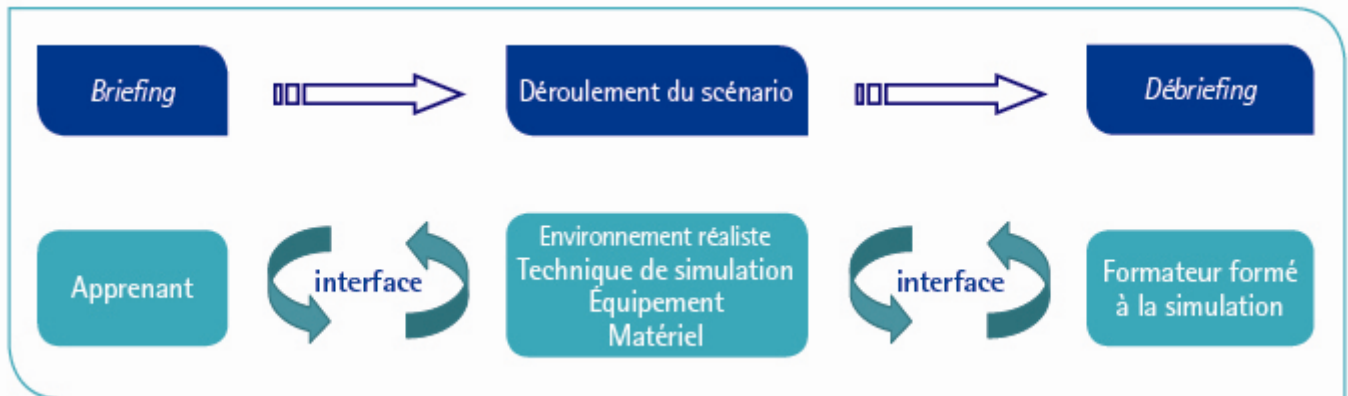 Briefing
Déroulement du scénario
Débriefing
Apprenant
interface
Environnement réaliste
Technique de simulation
Équipement
Matériel
interface
Formateur formé
à la simulation